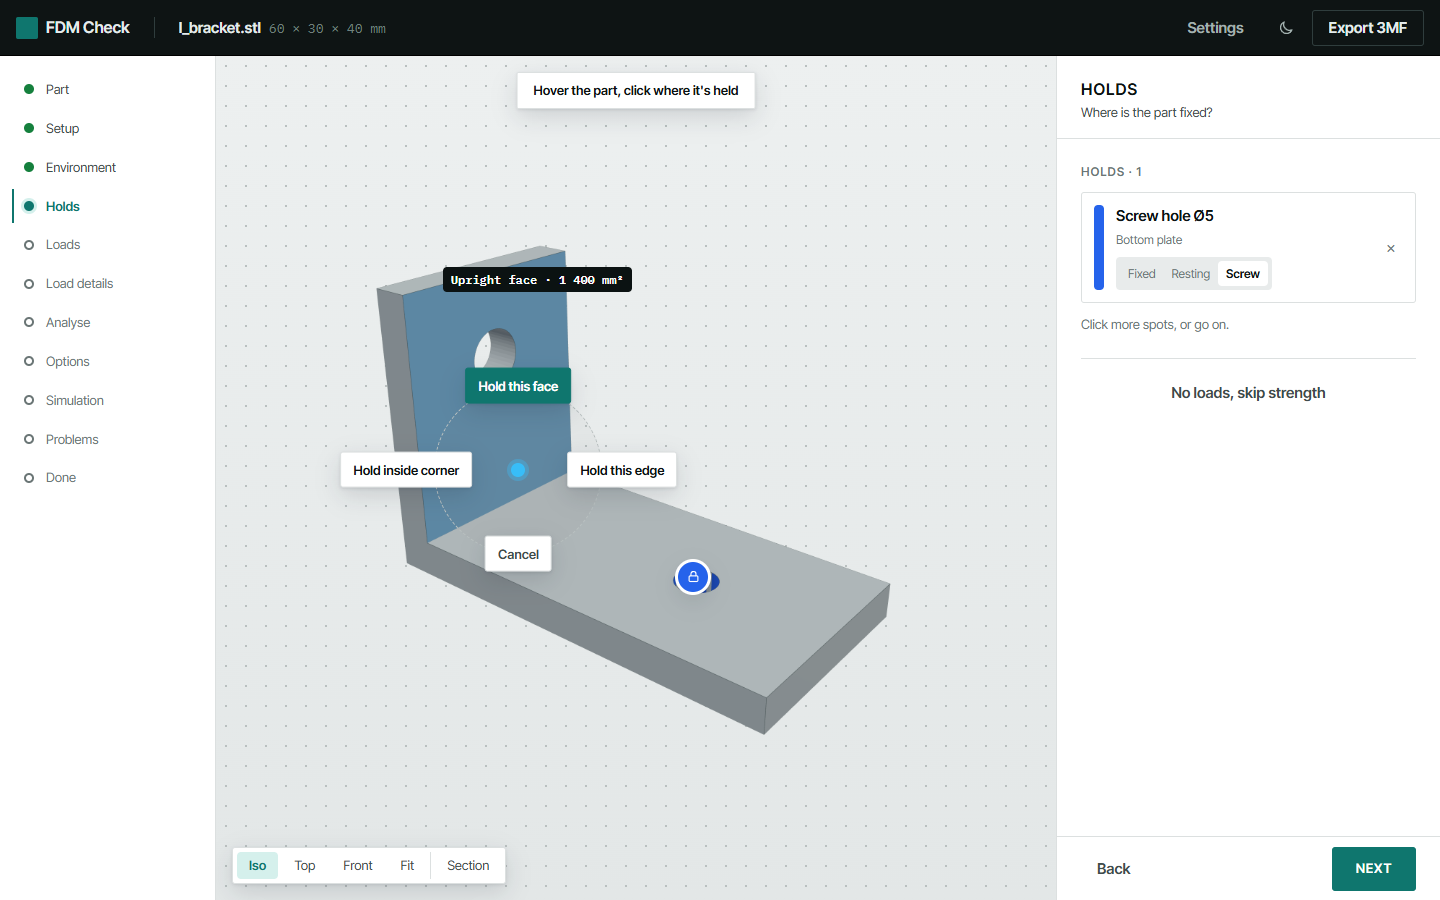 FDM Check
l_bracket.stl 60 × 30 × 40 mm
Settings
Export 3MF
Part
Setup
Environment
Holds
Loads
Load details
Analyse
Options
Simulation
Problems
Done
Hover the part, click where it's held
Upright face · 1 400 mm²
Hold this face
Hold inside corner
Hold this edge
Cancel
Iso
Top
Front
Fit
Section
HOLDS
Where is the part fixed?
HOLDS · 1
Screw hole Ø5
Bottom plate
Fixed
Resting
Screw
×
Click more spots, or go on.
No loads, skip strength
Back
NEXT